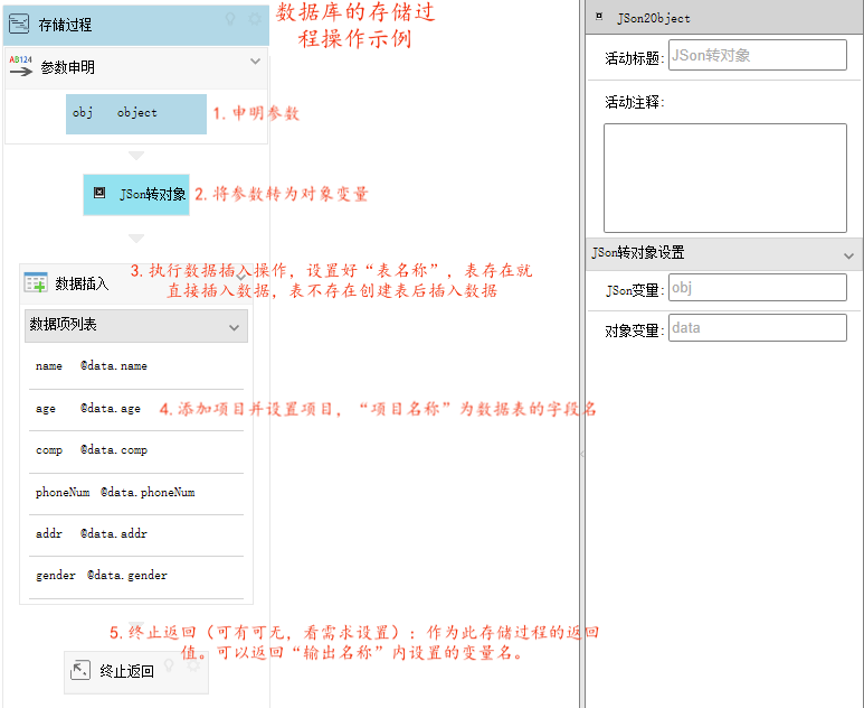 存储过程
数据库的存储过
程操作示例
AB124
参数申明
obj object
1.申明参数
JSon转对象
2.将参数转为对象变量
数据插入
3.执行数据插入操作，设置好“表名称”，表存在就
直接插入数据，表不存在创建表后插入数据
数据项列表
name @data.name
age @data.age
4.添加项目并设置项目，“项目名称”为数据表的字段名
comp @data.comp
phoneNum @data.phoneNum
addr @data.addr
gender @data.gender
5.终止返回（可有可无，看需求设置）：作为此存储过程的返回
值。可以返回“输出名称”内设置的变量名。
终止返回
JSon2Object
活动标题: JSon转对象
活动注释:
JSon转对象设置
JSon变量: obj
对象变量: data